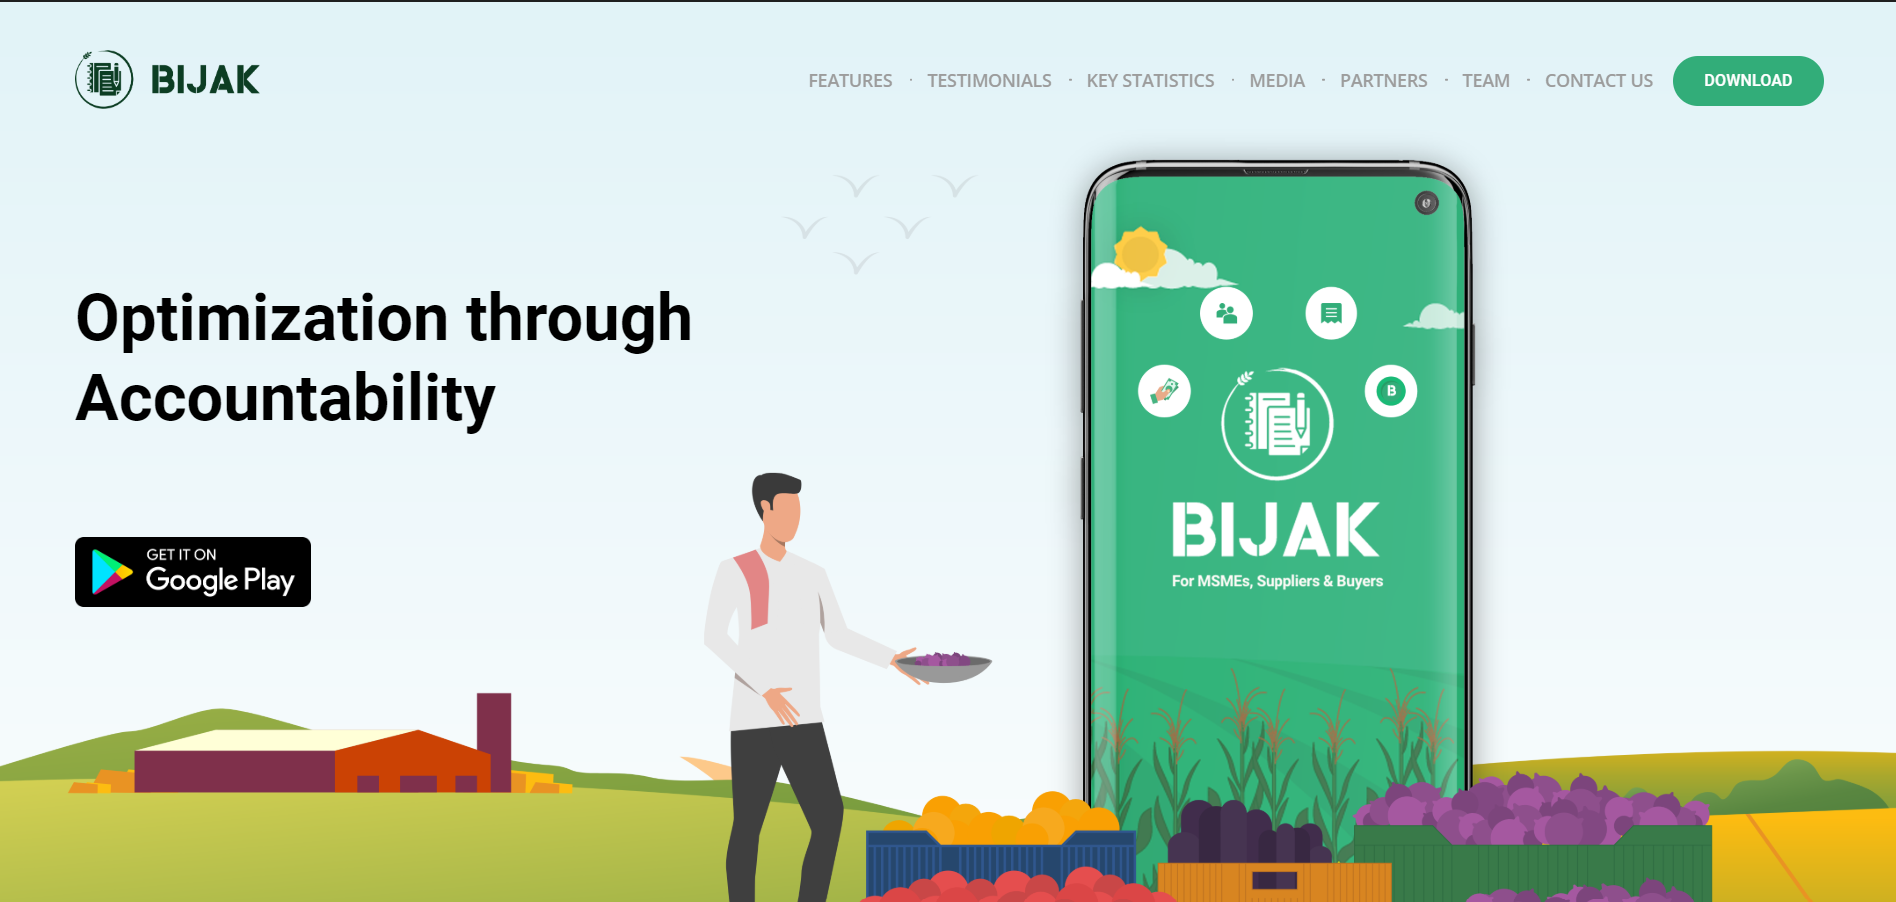 BIJAK
FEATURES · TESTIMONIALS · KEY STATISTICS · MEDIA · PARTNERS · TEAM · CONTACT US
DOWNLOAD
Optimization through
Accountability
GET IT ON
Google Play
B
BIJAK
For MSMEs, Suppliers & Buyers